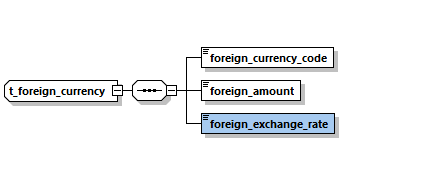 foreign_currency_code
t_foreign_currency
foreign_amount
foreign_exchange_rate